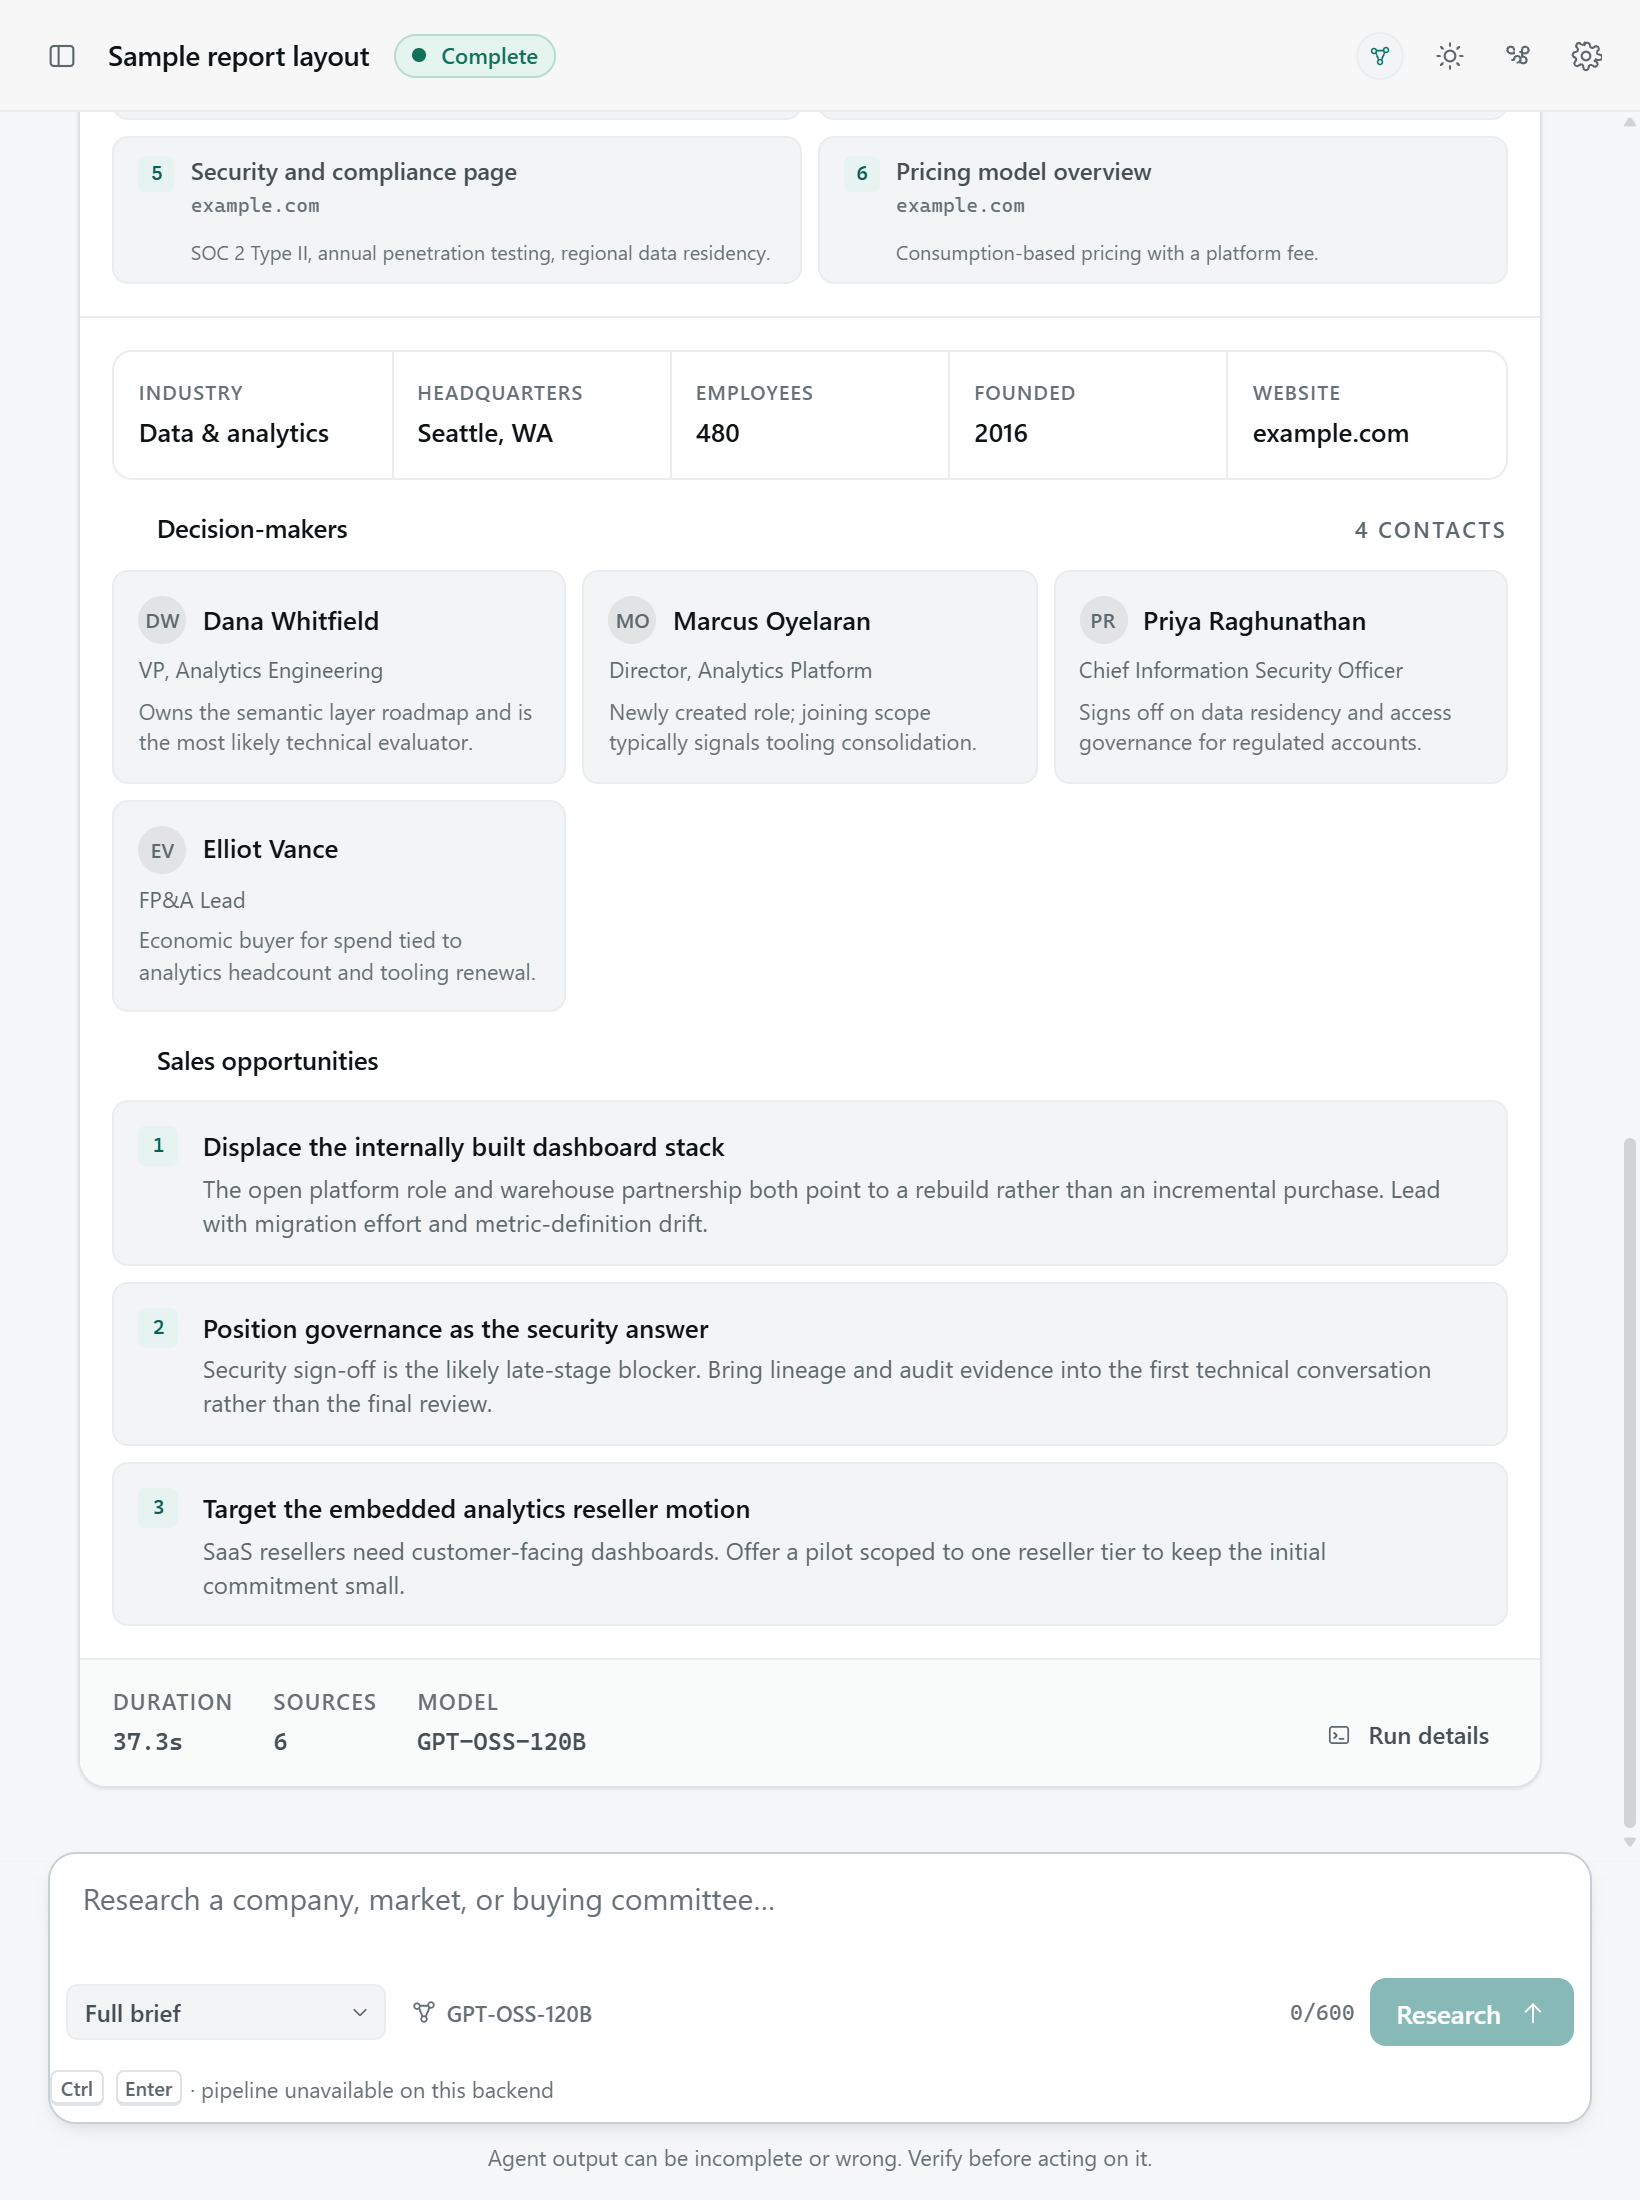 Sample report layout
Complete
5
Security and compliance page
example.com
SOC 2 Type II, annual penetration testing, regional data residency.
6
Pricing model overview
example.com
Consumption-based pricing with a platform fee.
INDUSTRY
Data & analytics
HEADQUARTERS
Seattle, WA
EMPLOYEES
480
FOUNDED
2016
WEBSITE
example.com
Decision-makers
4 CONTACTS
DW
Dana Whitfield
VP, Analytics Engineering
Owns the semantic layer roadmap and is
the most likely technical evaluator.
MO
Marcus Oyelaran
Director, Analytics Platform
Newly created role; joining scope
typically signals tooling consolidation.
PR
Priya Raghunathan
Chief Information Security Officer
Signs off on data residency and access
governance for regulated accounts.
EV
Elliot Vance
FP&A Lead
Economic buyer for spend tied to
analytics headcount and tooling renewal.
Sales opportunities
1
Displace the internally built dashboard stack
The open platform role and warehouse partnership both point to a rebuild rather than an incremental purchase. Lead
with migration effort and metric-definition drift.
2
Position governance as the security answer
Security sign-off is the likely late-stage blocker. Bring lineage and audit evidence into the first technical conversation
rather than the final review.
3
Target the embedded analytics reseller motion
SaaS resellers need customer-facing dashboards. Offer a pilot scoped to one reseller tier to keep the initial
commitment small.
DURATION
37.3s
SOURCES
6
MODEL
GPT-OSS-120B
Run details
Research a company, market, or buying committee...
Full brief
GPT-OSS-120B
0/600
Research
Ctrl Enter · pipeline unavailable on this backend
Agent output can be incomplete or wrong. Verify before acting on it.